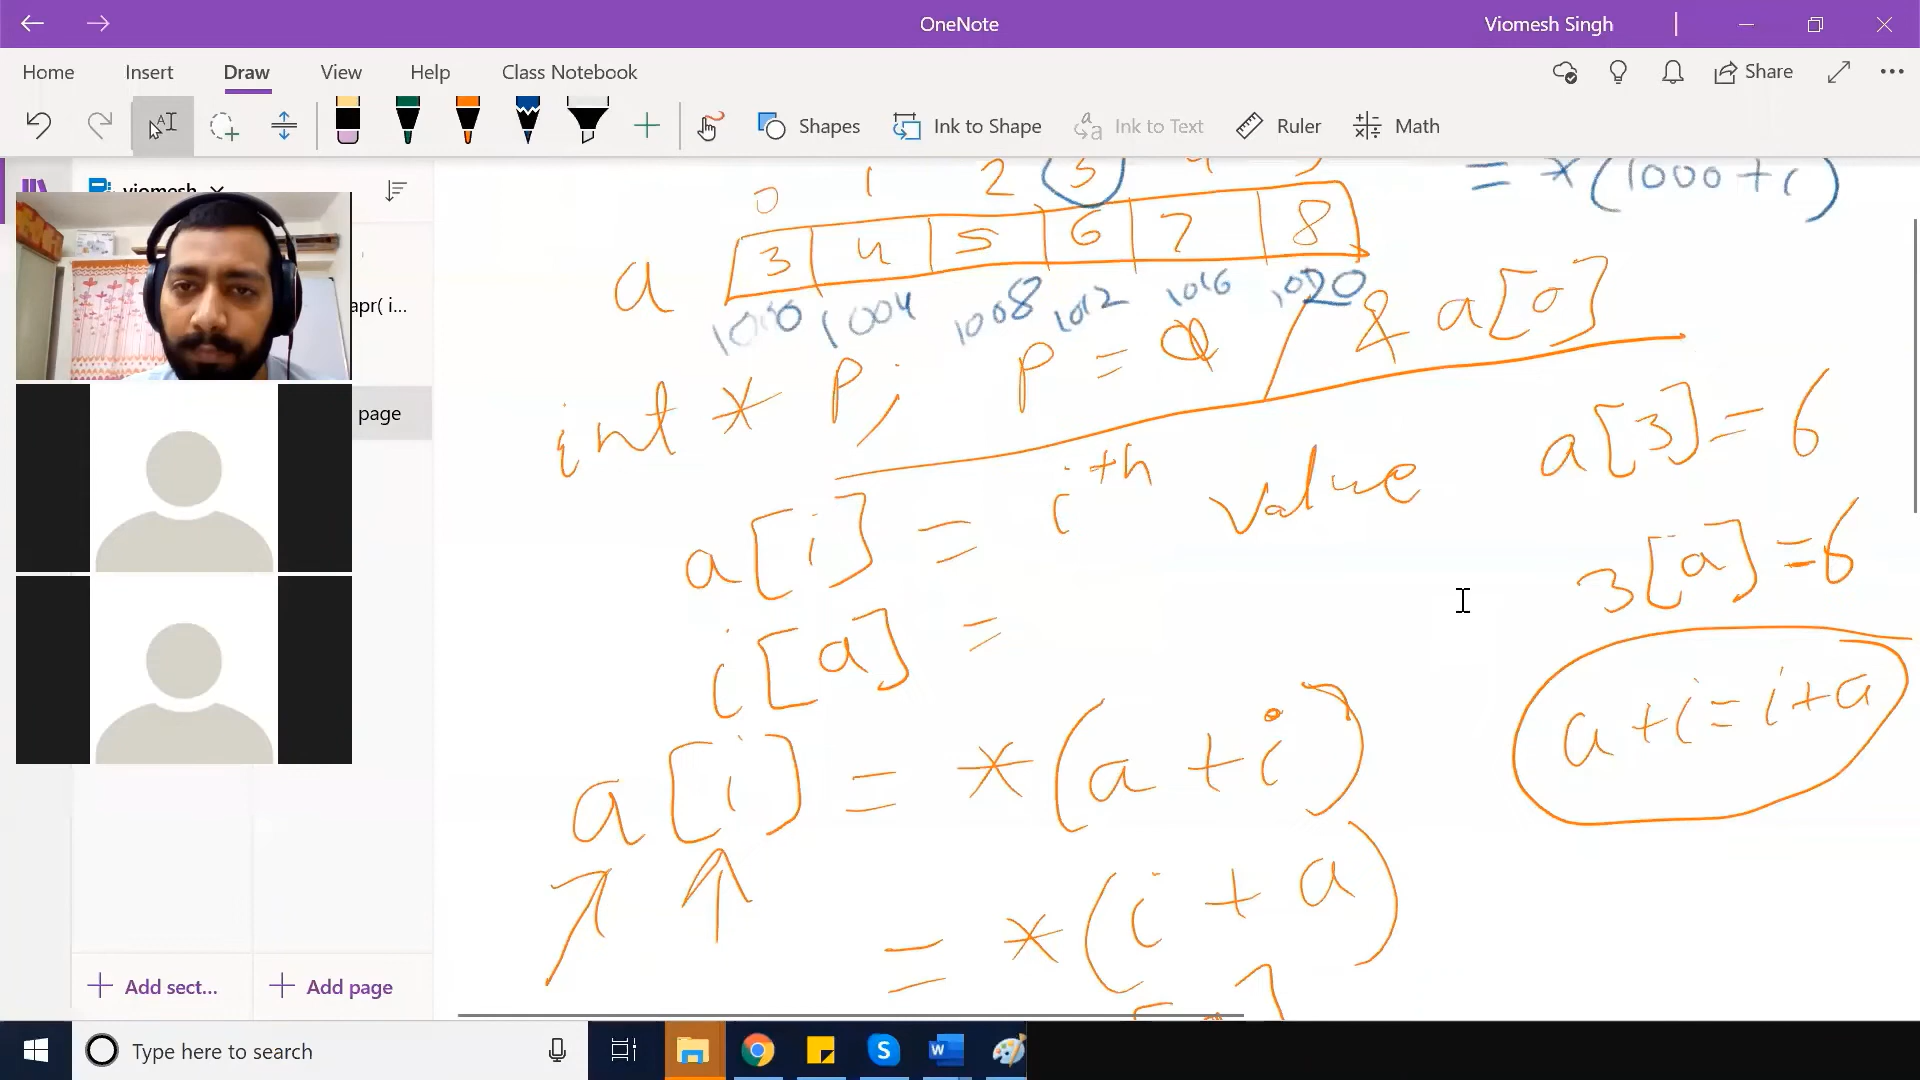 OneNote
Viomesh Singh
Home Insert Draw View Help Class Notebook
Share
Shapes Ink to Shape Ink to Text Ruler Math
viomesh
apr( i...
page
Add sect...
Add page
= *(1000 + i)
0 1 2 3
a 3 4 5 6 7 8
1000 1004 1008 1012 1016 1020
int * P; P = a & a[0]
a[3] = 6
a[i] = i th value
3[a] = 6
i[a] =
a + i = i + a
a[i] = *(a + i)
= *(i + a)
Type here to search